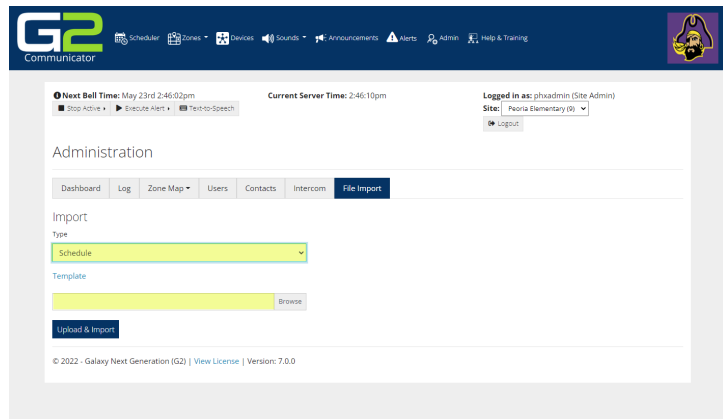 G2
Communicator
Scheduler Zones Devices Sounds Announcements Alerts Admin Help & Training
Next Bell Time: May 23rd 2:46:02pm Current Server Time: 2:46:10pm Logged in as: phxadmin (Site Admin)
Stop Active Execute Alert Text-to-Speech Site: Peoria Elementary (9)
Logout
Administration
Dashboard Log Zone Map Users Contacts Intercom File Import
Import
Type
Schedule
Template
Browse
Upload & Import
© 2022 - Galaxy Next Generation (G2) | View License | Version: 7.0.0